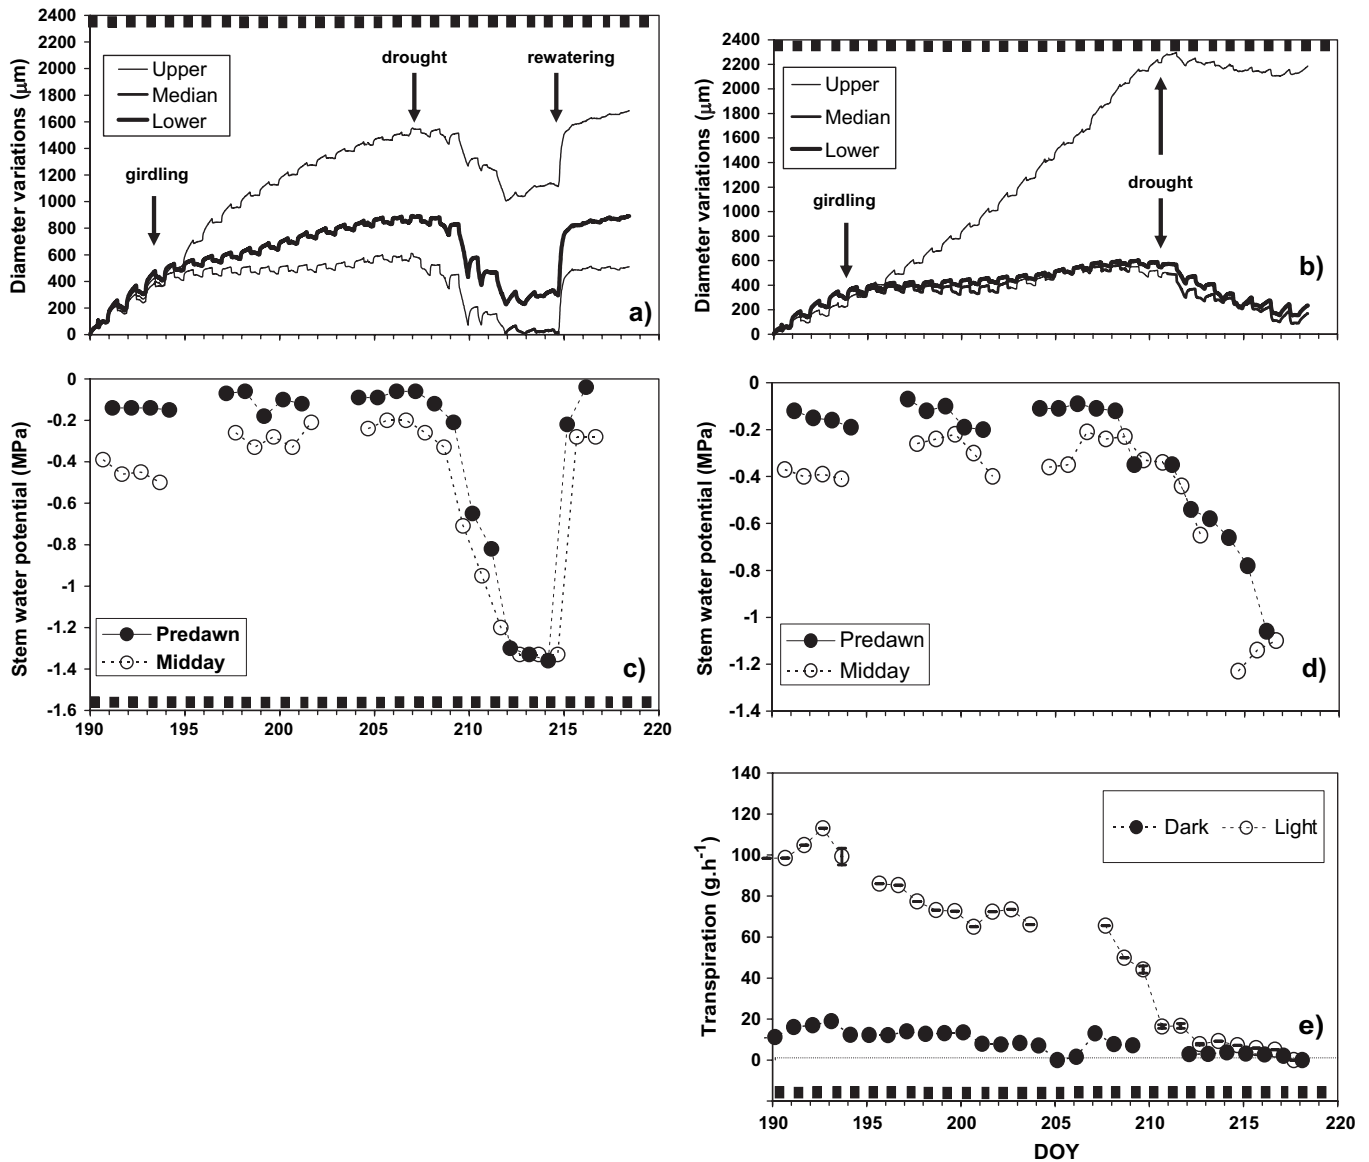 2400
2200
2000
1800
1600
1400
1200
1000
800
600
400
200
0
Diameter variations (µm)
Upper
Median
Lower
girdling
drought
rewatering
a)
2400
2200
2000
1800
1600
1400
1200
1000
800
600
400
200
0
Diameter variations (µm)
Upper
Median
Lower
girdling
drought
b)
0
-0.2
-0.4
-0.6
-0.8
-1
-1.2
-1.4
-1.6
Stem water potential (MPa)
Predawn
Midday
c)
190 195 200 205 210 215 220
0
-0.2
-0.4
-0.6
-0.8
-1
-1.2
-1.4
Stem water potential (MPa)
Predawn
Midday
d)
140
120
100
80
60
40
20
0
Transpiration (g.h-1)
Dark Light
e)
190 195 200 205 210 215 220
DOY